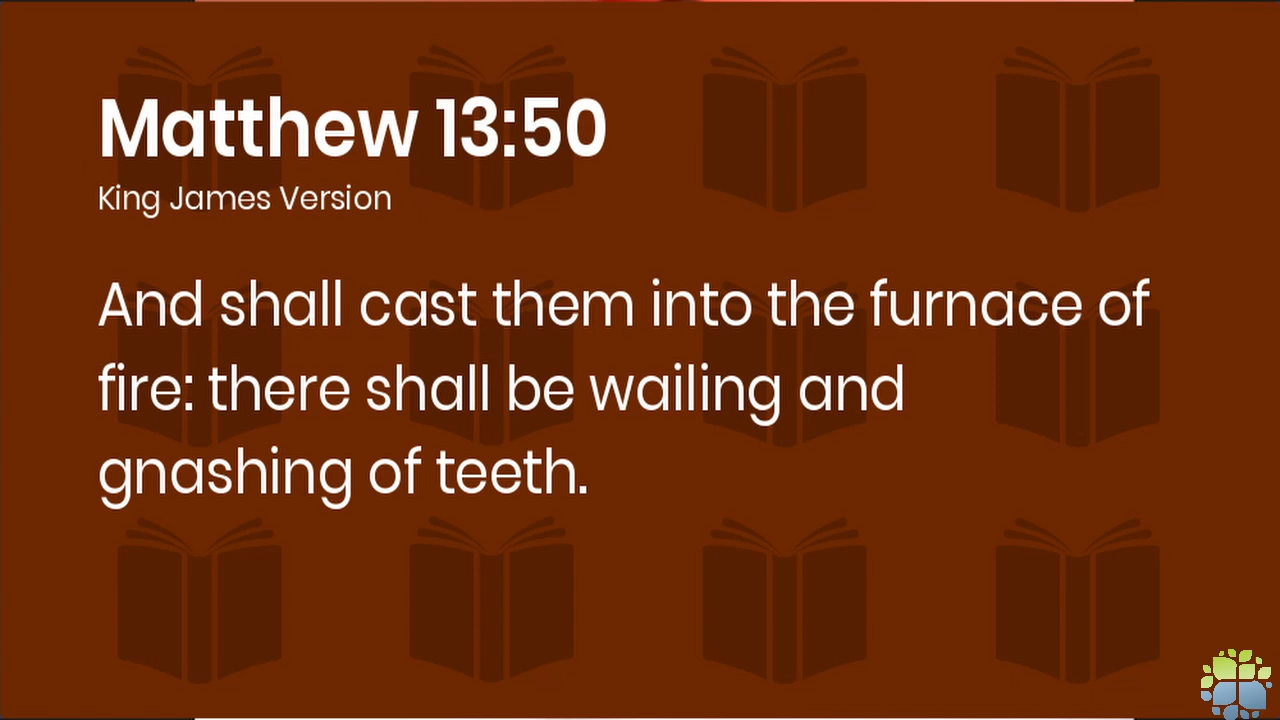 Matthew 13:50
King James Version
And shall cast them into the furnace of
fire: there shall be wailing and
gnashing of teeth.